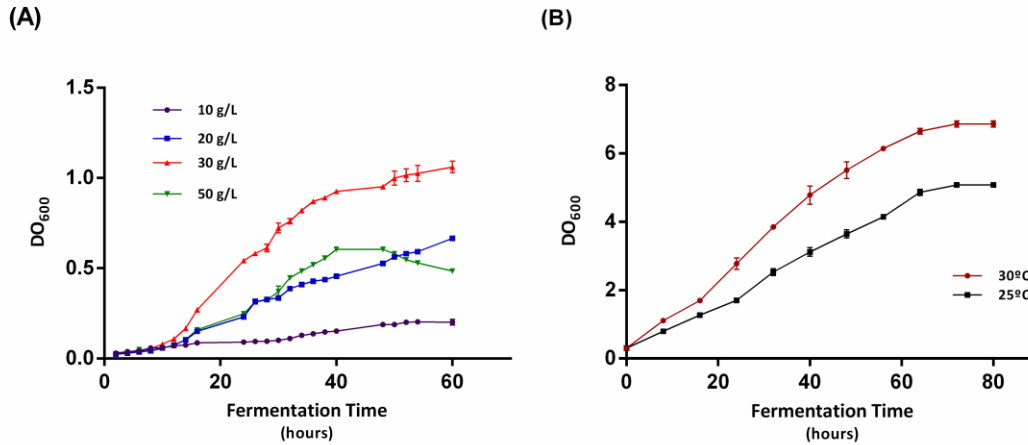 (A)
DO600
1.5
1.0
0.5
0.0
10 g/L
20 g/L
30 g/L
50 g/L
0 20 40 60
Fermentation Time
(hours)
(B)
DO600
8
6
4
2
0
30ºC
25ºC
0 20 40 60 80
Fermentation Time
(hours)